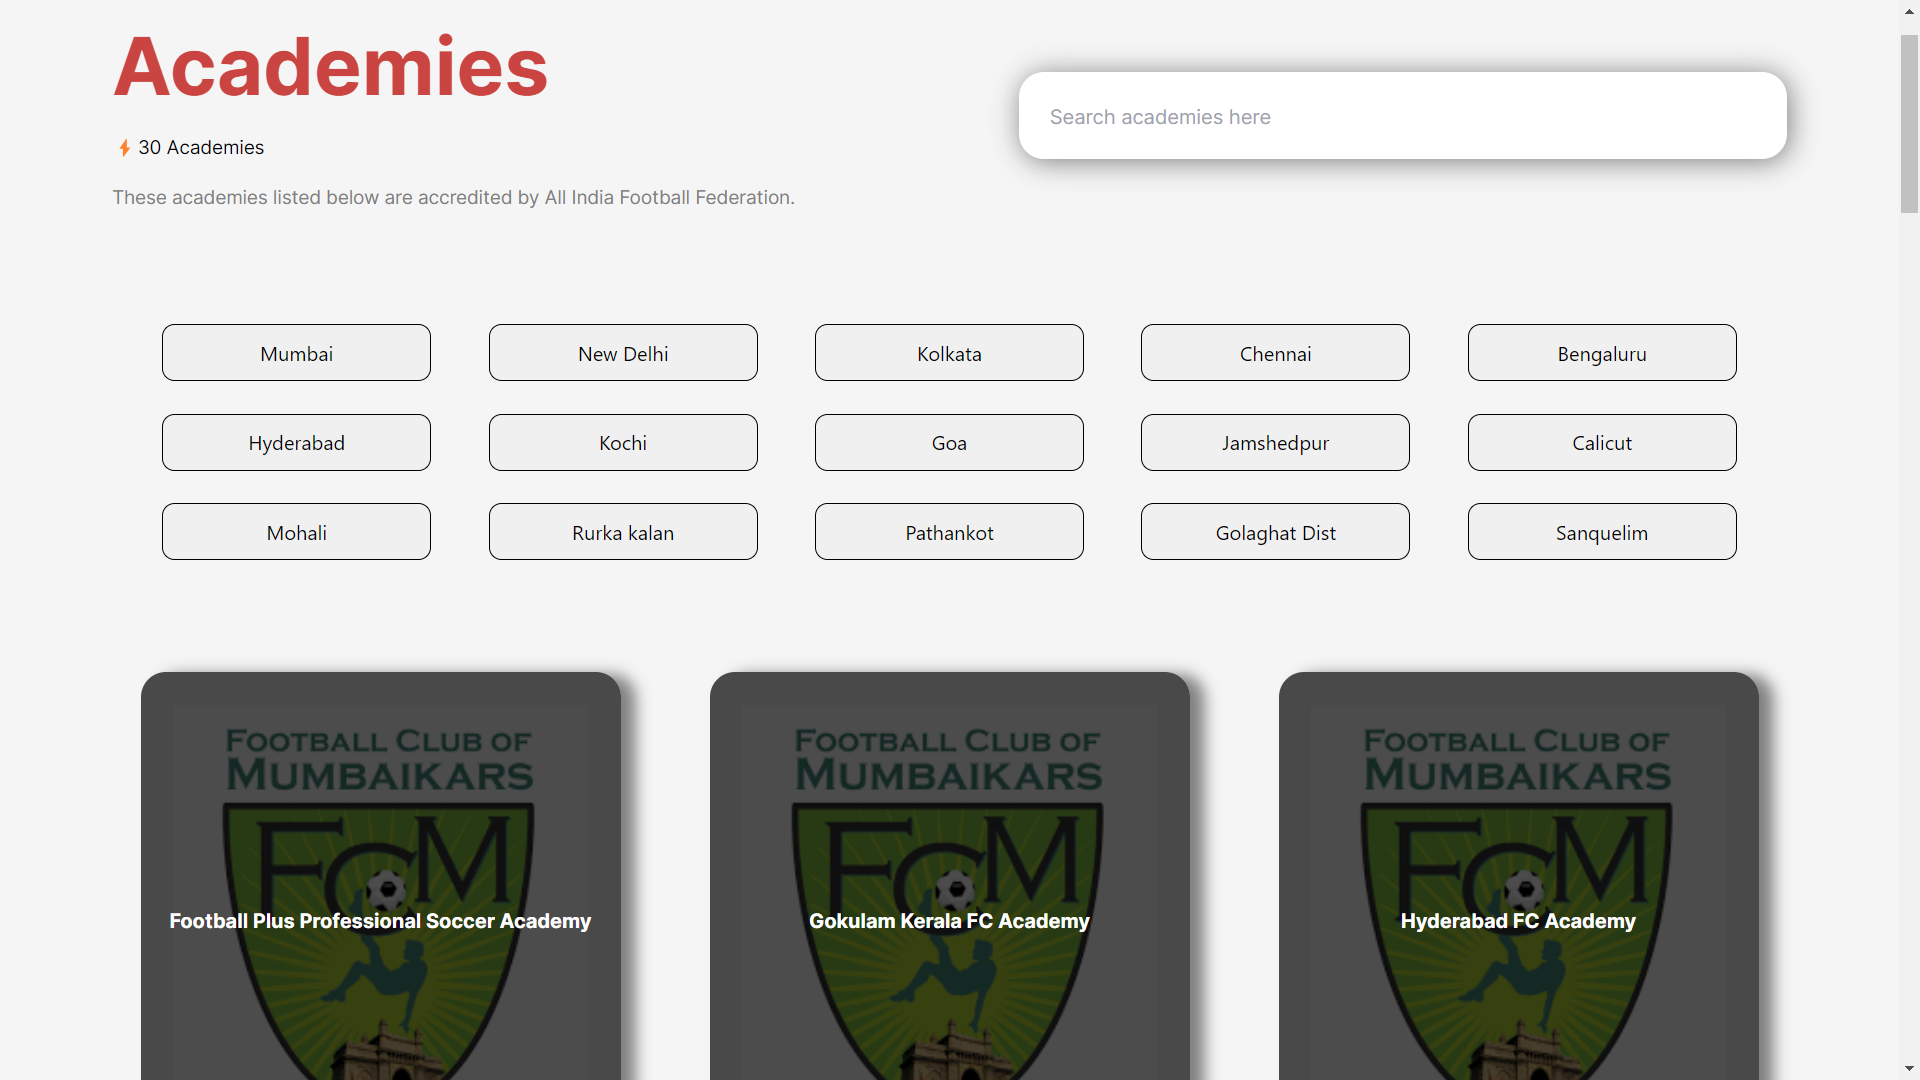 Academies
30 Academies
These academies listed below are accredited by All India Football Federation.
Search academies here
Mumbai
New Delhi
Kolkata
Chennai
Bengaluru
Hyderabad
Kochi
Goa
Jamshedpur
Calicut
Mohali
Rurka kalan
Pathankot
Golaghat Dist
Sanquelim
FOOTBALL CLUB OF
MUMBAIKARS
FCM
Football Plus Professional Soccer Academy
FOOTBALL CLUB OF
MUMBAIKARS
FCM
Gokulam Kerala FC Academy
FOOTBALL CLUB OF
MUMBAIKARS
FCM
Hyderabad FC Academy